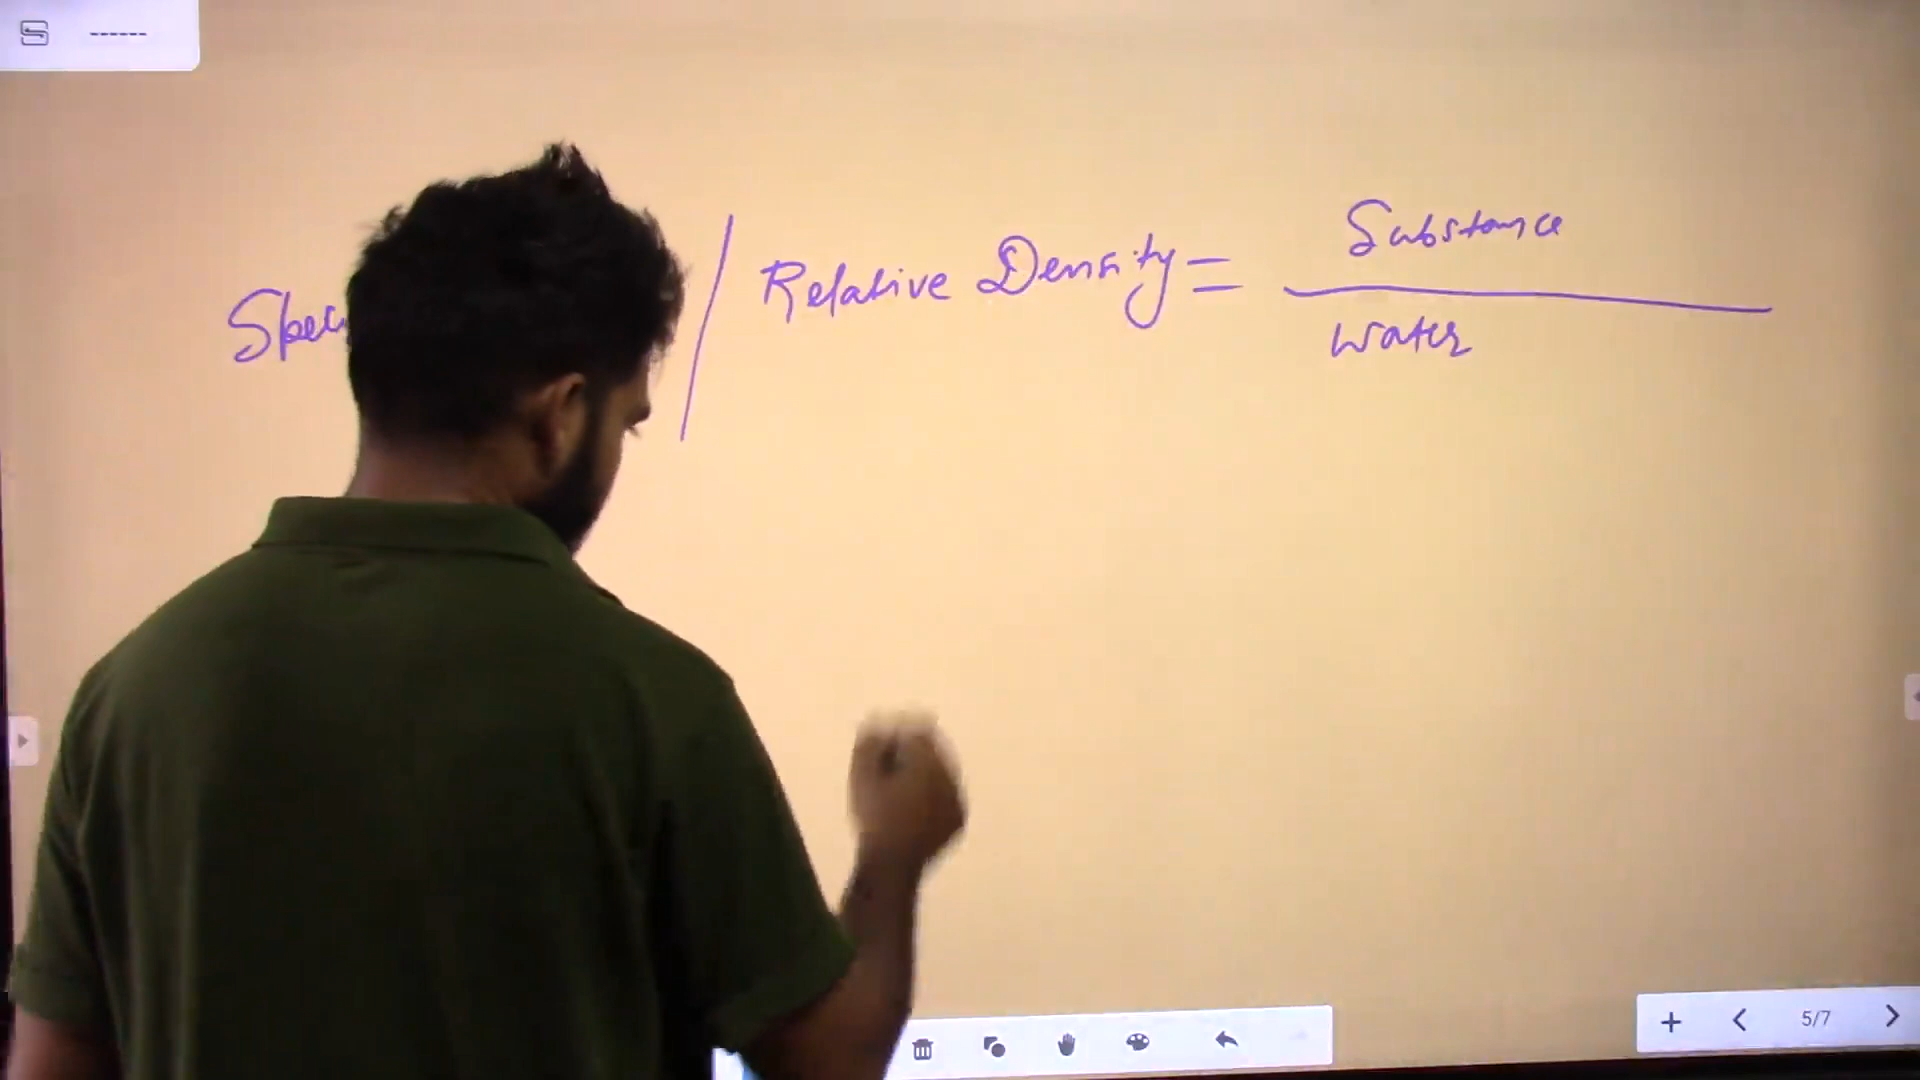 / Relative Density = Substance
Water
5/7